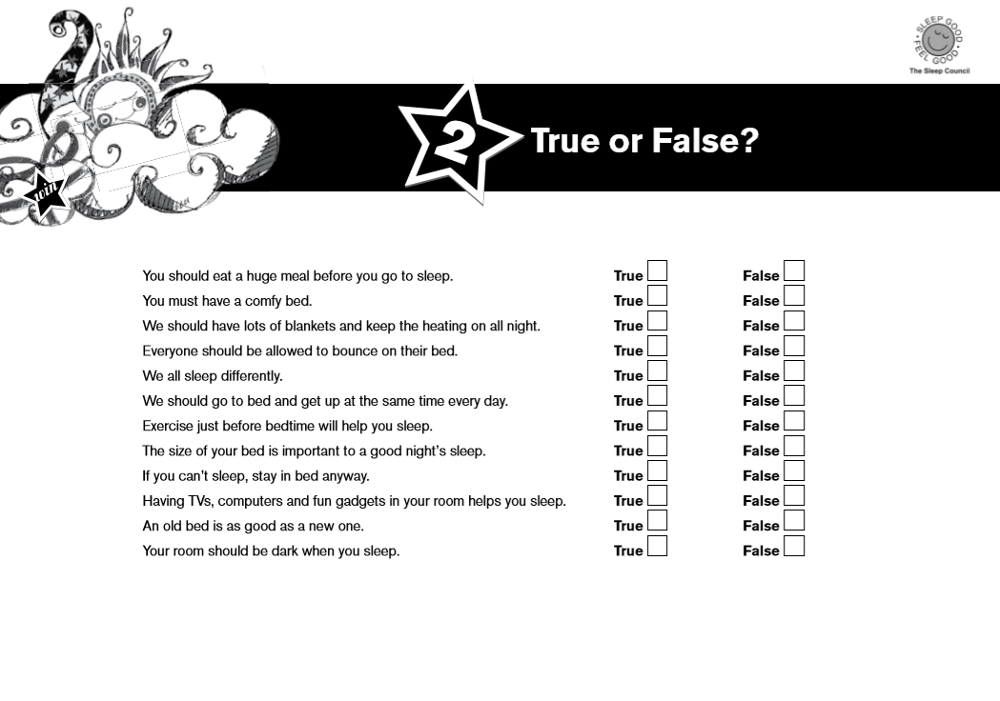 SLEEP GOOD
FEEL GOOD
The Sleep Council
2 True or False?
win
You should eat a huge meal before you go to sleep. True False
You must have a comfy bed. True False
We should have lots of blankets and keep the heating on all night. True False
Everyone should be allowed to bounce on their bed. True False
We all sleep differently. True False
We should go to bed and get up at the same time every day. True False
Exercise just before bedtime will help you sleep. True False
The size of your bed is important to a good night’s sleep. True False
If you can’t sleep, stay in bed anyway. True False
Having TVs, computers and fun gadgets in your room helps you sleep. True False
An old bed is as good as a new one. True False
Your room should be dark when you sleep. True False